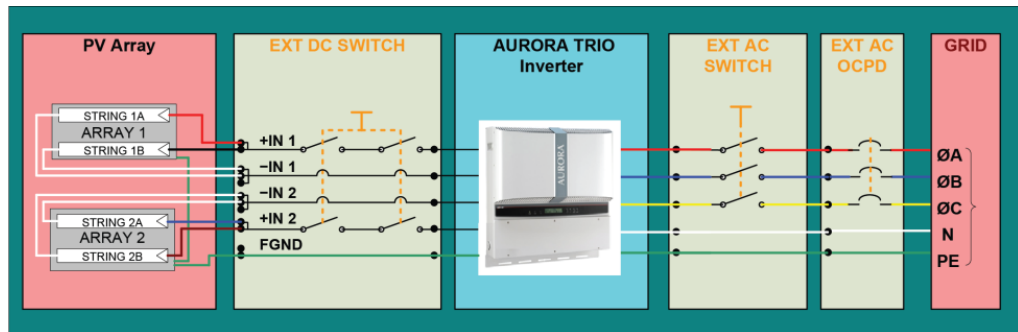 PV Array
EXT DC SWITCH
AURORA TRIO
Inverter
EXT AC
SWITCH
EXT AC
OCPD
GRID
STRING 1A
ARRAY 1
STRING 1B
STRING 2A
ARRAY 2
STRING 2B
+IN 1
−IN 1
−IN 2
+IN 2
FGND
AURORA
ØA
ØB
ØC
N
PE